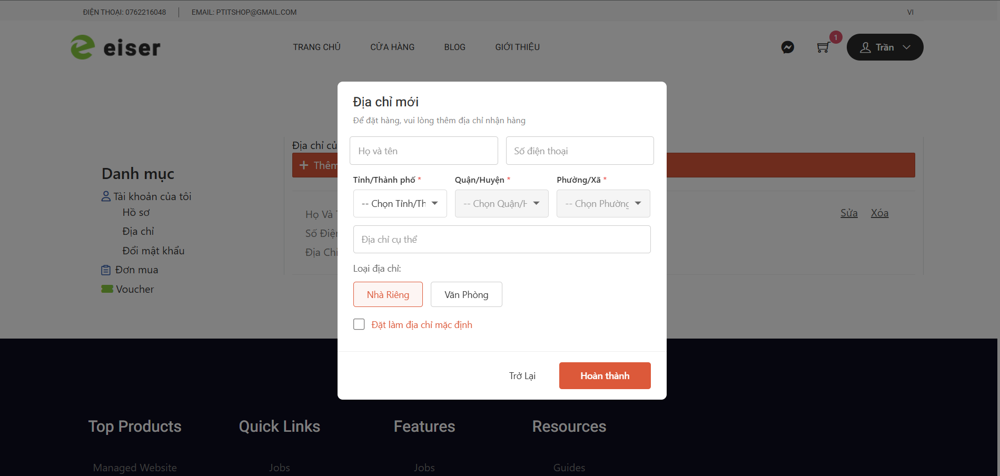 ĐIỆN THOẠI: 0762216048
EMAIL: PTITSHOP@GMAIL.COM
VI
eiser
TRANG CHỦ
CỬA HÀNG
BLOG
GIỚI THIỆU
1
Trần
Địa chỉ mới
Để đặt hàng, vui lòng thêm địa chỉ nhận hàng
Họ và tên
Số điện thoại
Tỉnh/Thành phố *
Quận/Huyện *
Phường/Xã *
-- Chọn Tỉnh/Th
-- Chọn Quận/H
-- Chọn Phường
Địa chỉ cụ thể
Loại địa chỉ:
Nhà Riêng
Văn Phòng
Đặt làm địa chỉ mặc định
Trở Lại
Hoàn thành
Địa chỉ củ
Thêm
Họ Và T
Số Điện
Địa Chỉ
Sửa
Xóa
Danh mục
Tài khoản của tôi
Hồ sơ
Địa chỉ
Đổi mật khẩu
Đơn mua
Voucher
Top Products
Quick Links
Features
Resources
Managed Website
Jobs
Jobs
Guides